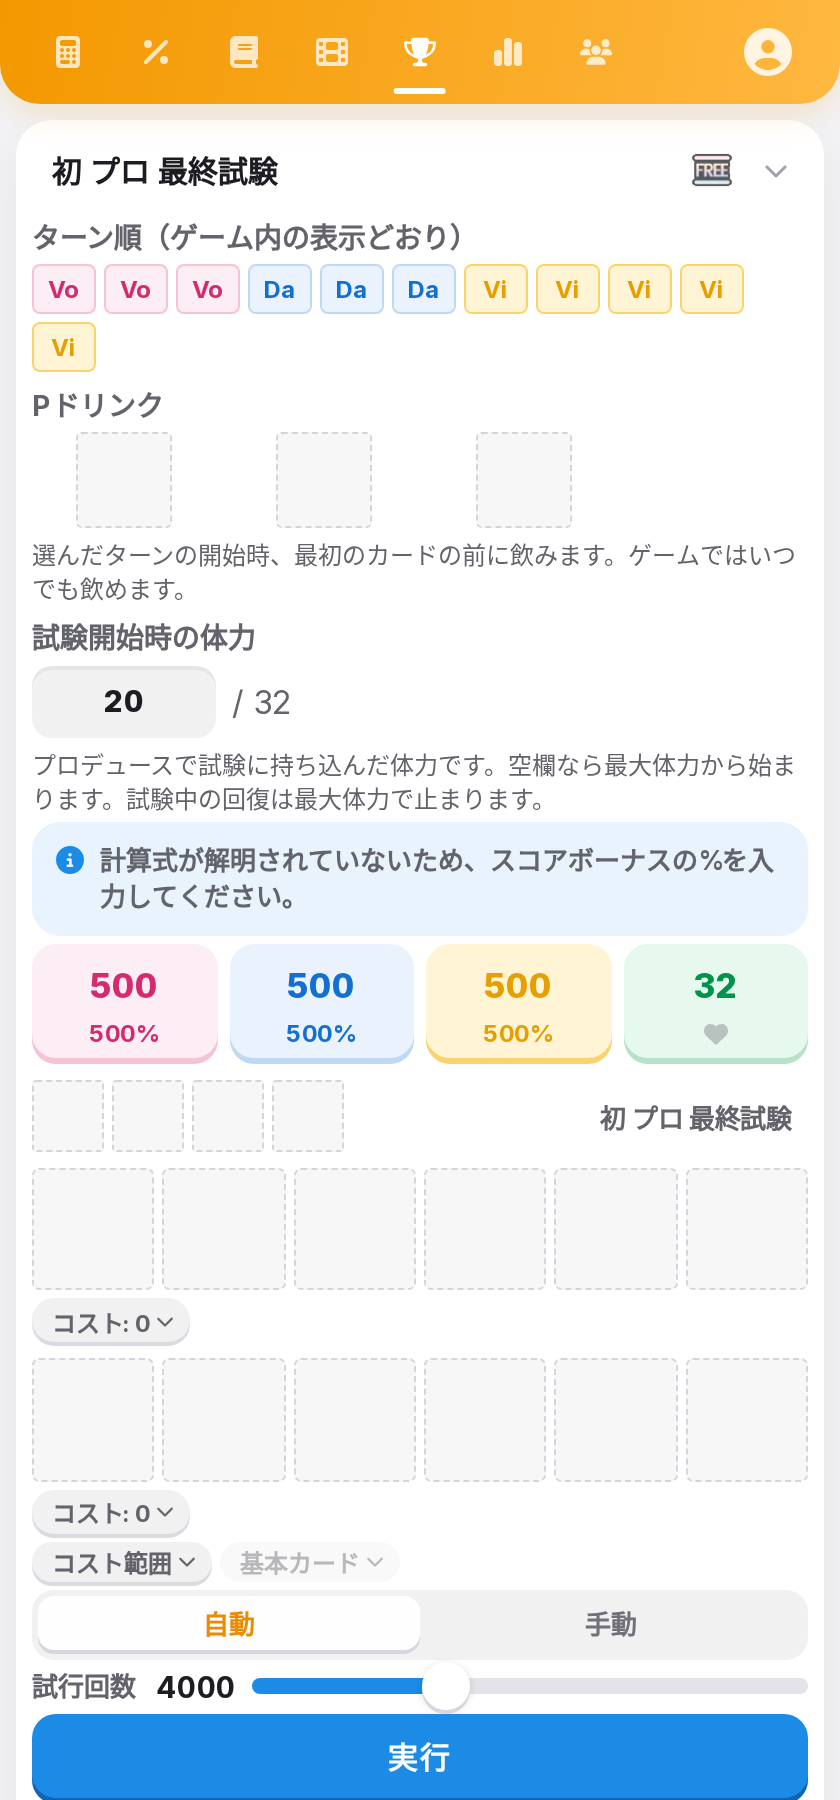 初 プロ 最終試験
FREE
ターン順（ゲーム内の表示どおり）
Vo Vo Vo Da Da Da Vi Vi Vi Vi
Vi
Pドリンク
選んだターンの開始時、最初のカードの前に飲みます。ゲームではいつ
でも飲めます。
試験開始時の体力
20 / 32
プロデュースで試験に持ち込んだ体力です。空欄なら最大体力から始ま
ります。試験中の回復は最大体力で止まります。
計算式が解明されていないため、スコアボーナスの%を入
力してください。
500 500 500 32
500% 500% 500%
初 プロ 最終試験
コスト: 0
コスト: 0
コスト範囲 基本カード
自動 手動
試行回数 4000
実行